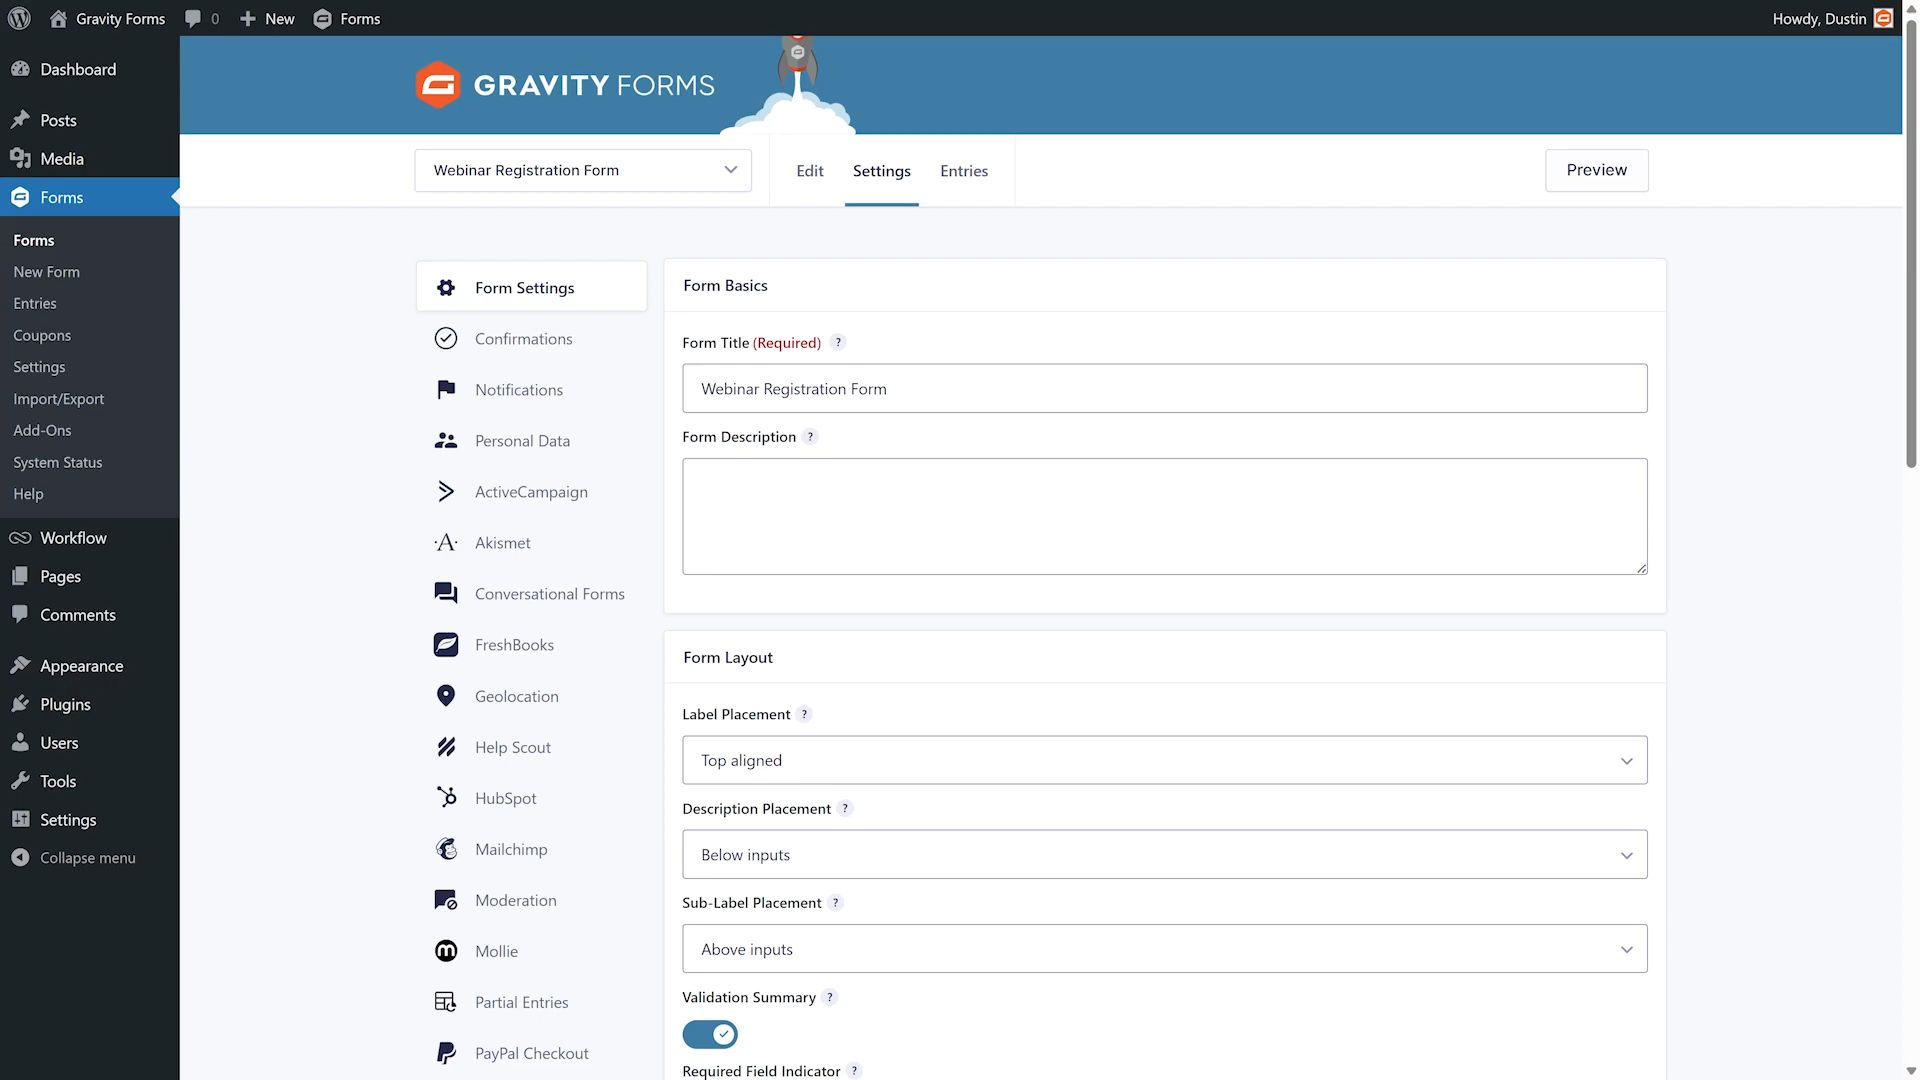 Gravity Forms
0
New
Forms
Howdy, Dustin
Dashboard
Posts
Media
Forms
Forms
New Form
Entries
Coupons
Settings
Import/Export
Add-Ons
System Status
Help
Workflow
Pages
Comments
Appearance
Plugins
Users
Tools
Settings
Collapse menu
GRAVITY FORMS
Webinar Registration Form
Edit
Settings
Entries
Preview
Form Settings
Confirmations
Notifications
Personal Data
ActiveCampaign
Akismet
Conversational Forms
FreshBooks
Geolocation
Help Scout
HubSpot
Mailchimp
Moderation
Mollie
Partial Entries
PayPal Checkout
Form Basics
Form Title (Required) ?
Webinar Registration Form
Form Description ?
Form Layout
Label Placement ?
Top aligned
Description Placement ?
Below inputs
Sub-Label Placement ?
Above inputs
Validation Summary ?
Required Field Indicator ?